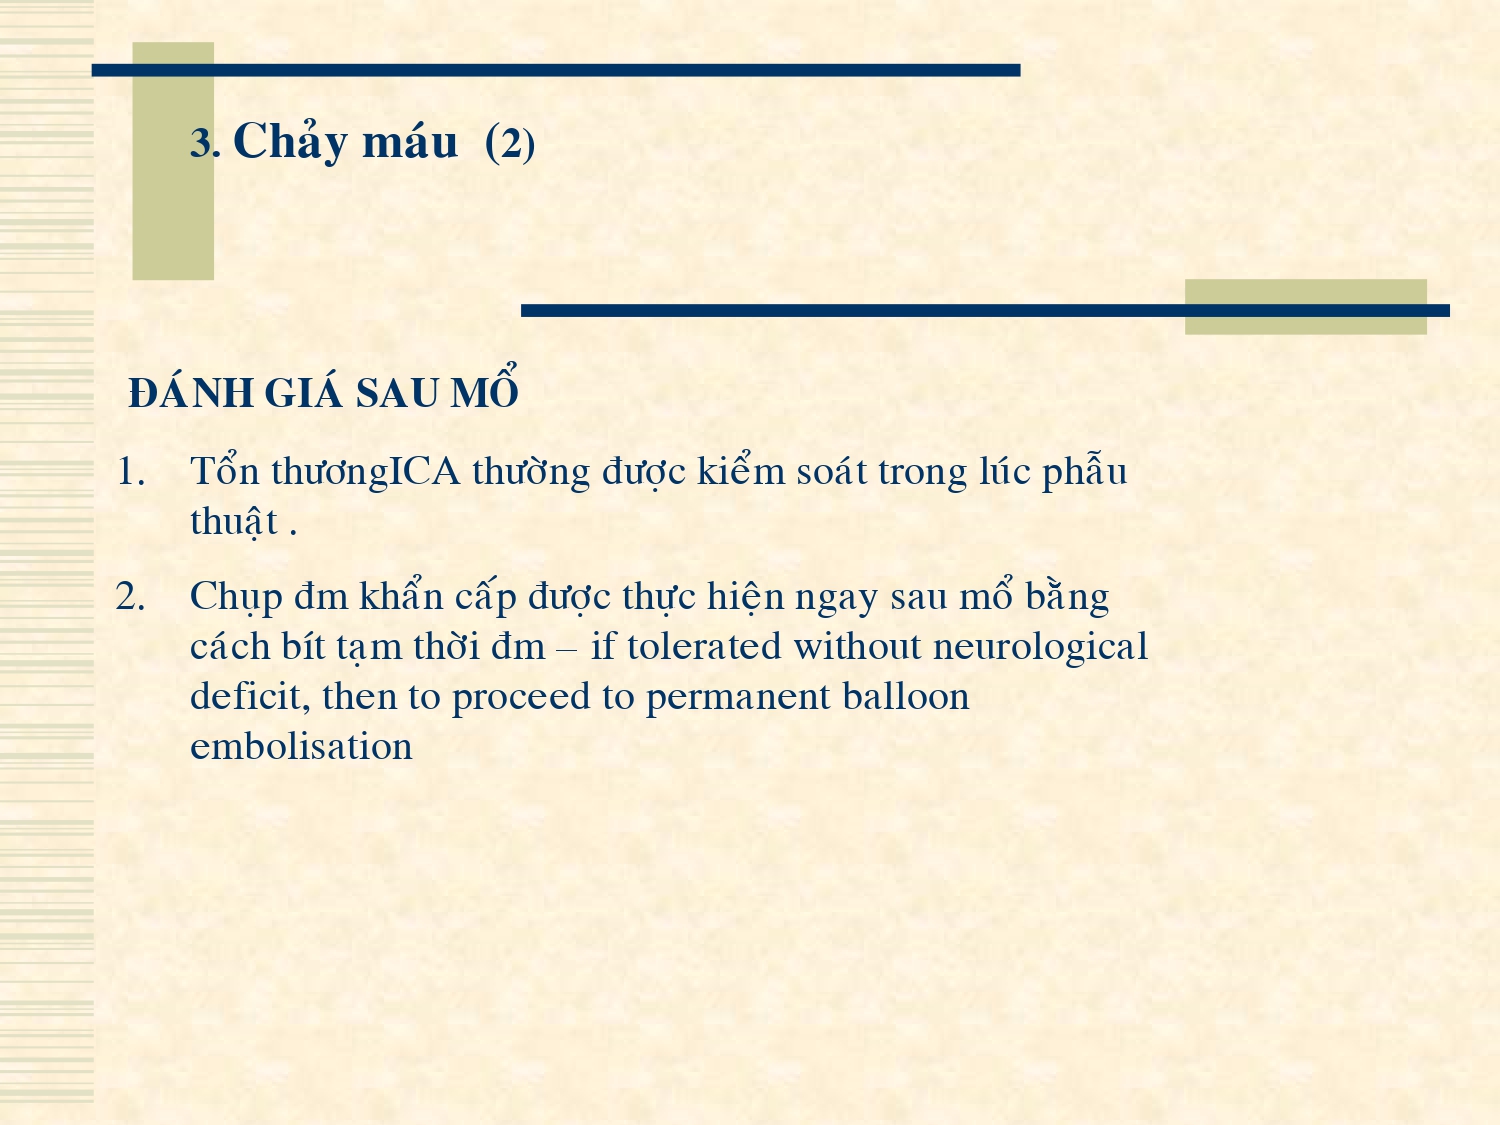 3. Chảy máu  (2)
ĐÁNH GIÁ SAU MỔ
1. Tổn thươngICA thường được kiểm soát trong lúc phẫu
thuật .
2. Chụp đm khẩn cấp được thực hiện ngay sau mổ bằng
cách bít tạm thời đm – if tolerated without neurological
deficit, then to proceed to permanent balloon
embolisation